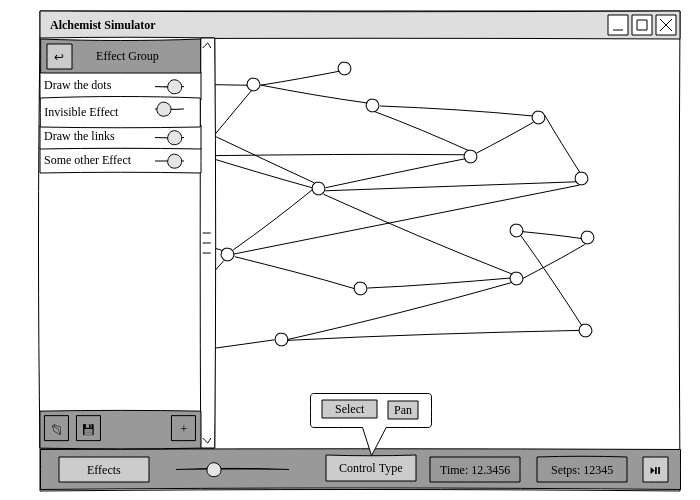 Alchemist Simulator
Effect Group
Draw the dots
Invisible Effect
Draw the links
Some other Effect
+
Select
Pan
Effects
Control Type
Time: 12.3456
Setps: 12345